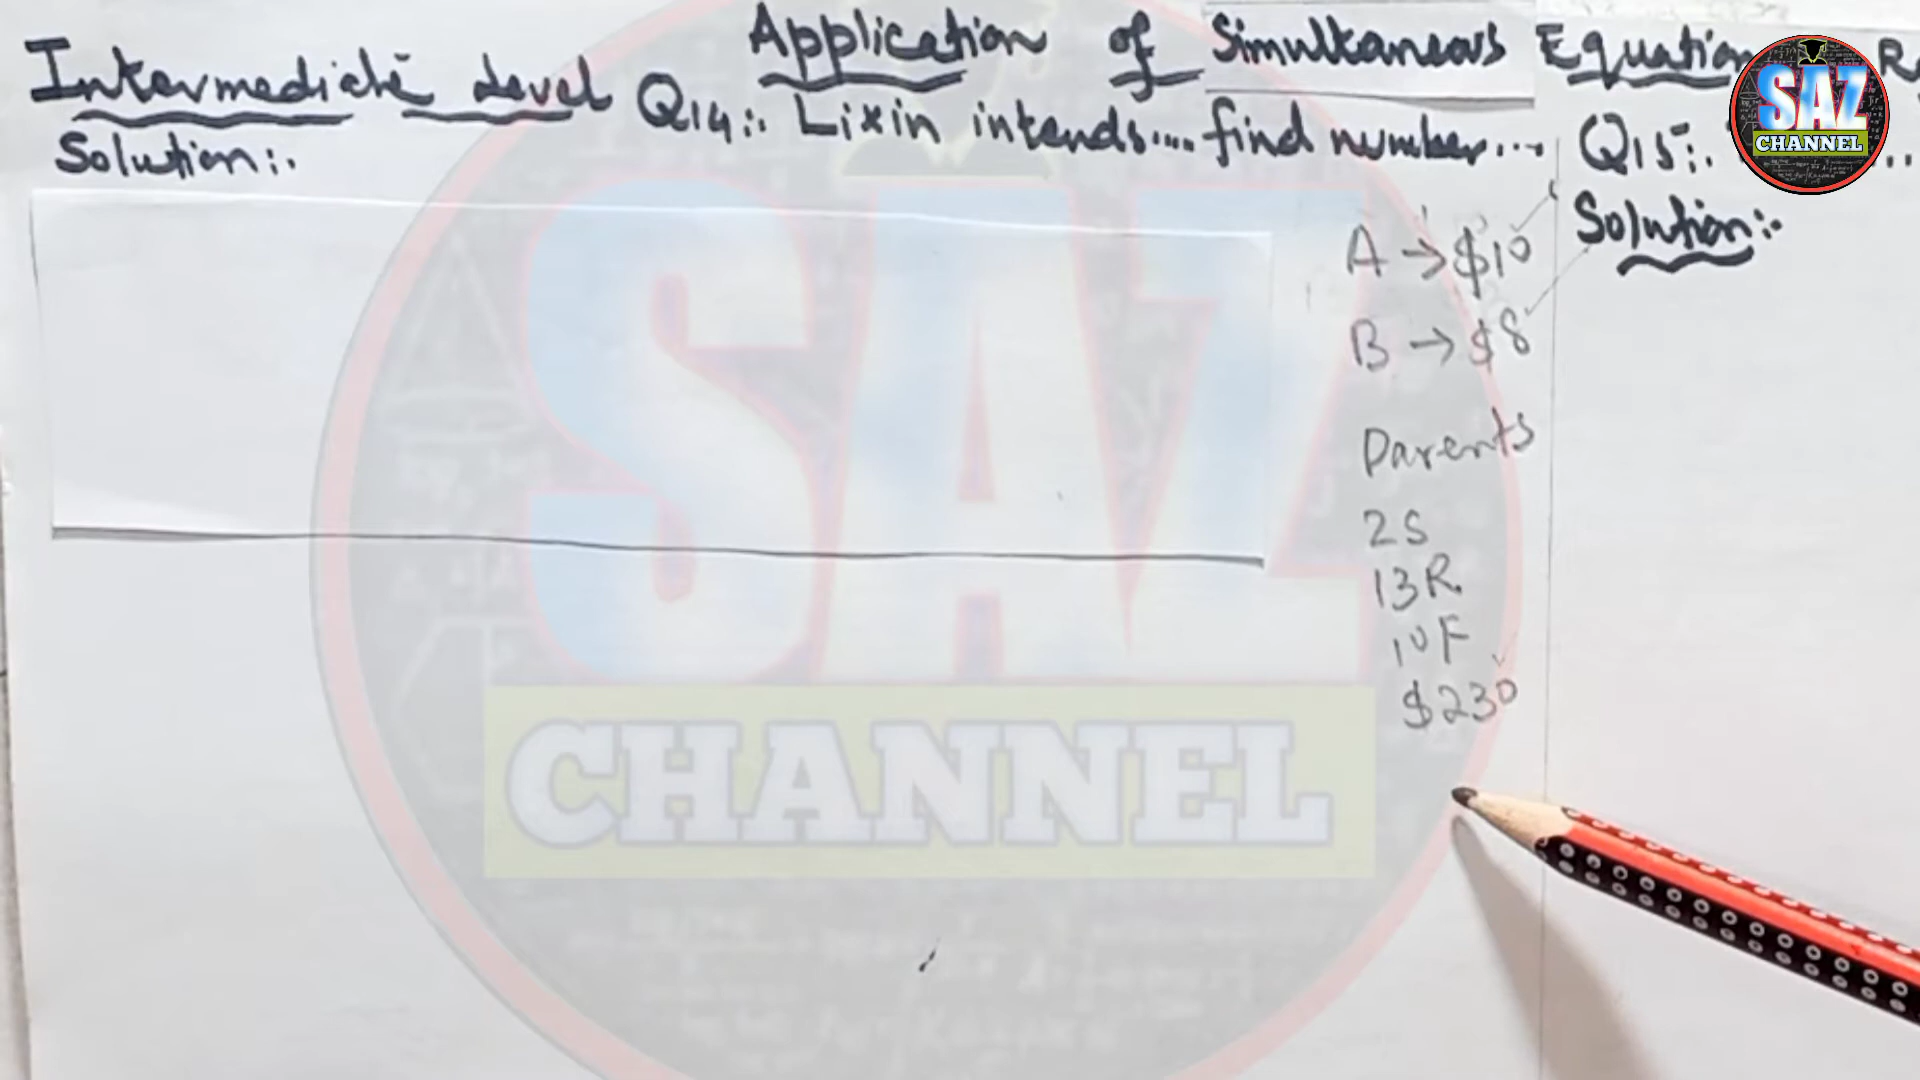 Application of Simultaneous Equation
Intermediate Level Q14:. Lixin intends.... find number...
Solution:.
Q15:.
Solution:.
A → $10
B → $8
Parents
2S
13R
10F
$230
SAZ
CHANNEL
SAZ
CHANNEL